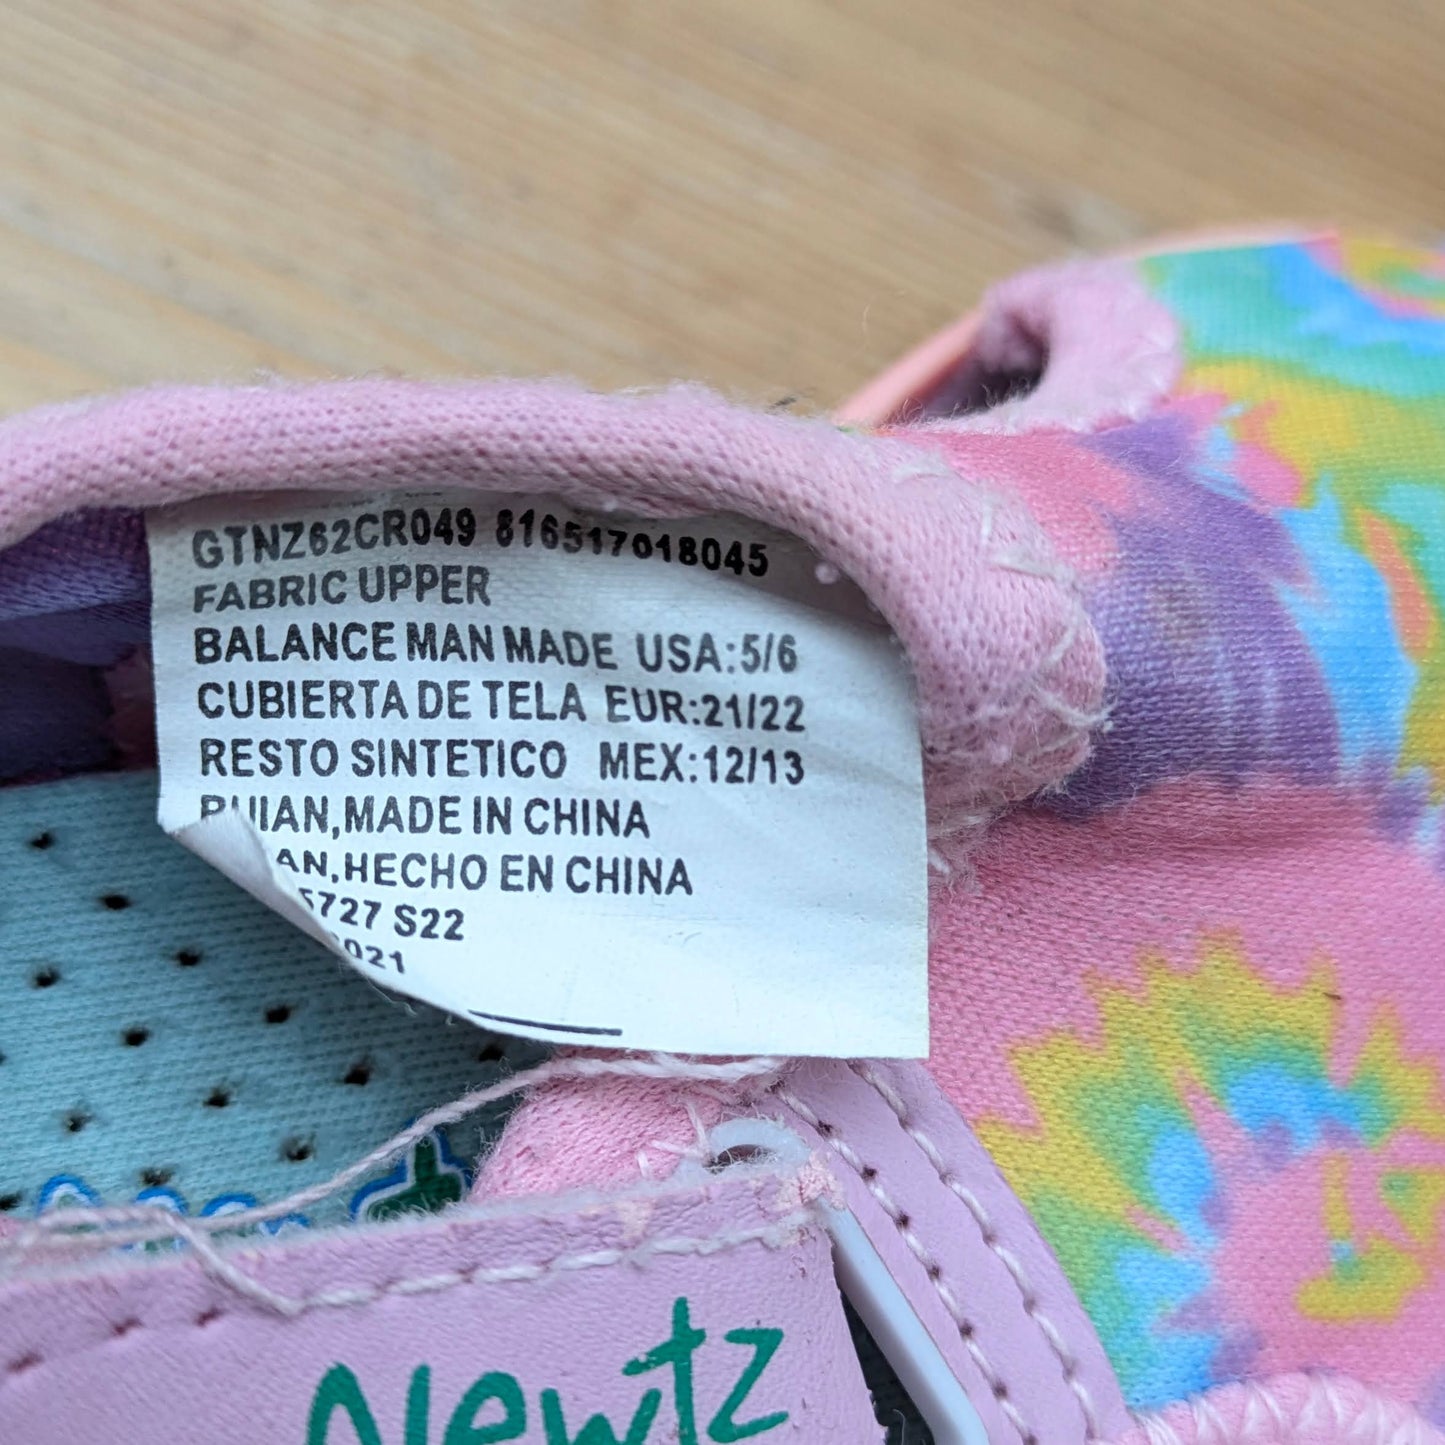 GTNZ62CR049 816517018045
FABRIC UPPER
BALANCE MAN MADE USA:5/6
CUBIERTA DE TELA EUR:21/22
RESTO SINTETICO MEX:12/13
MADE IN CHINA
HECHO EN CHINA
S22
Newtz